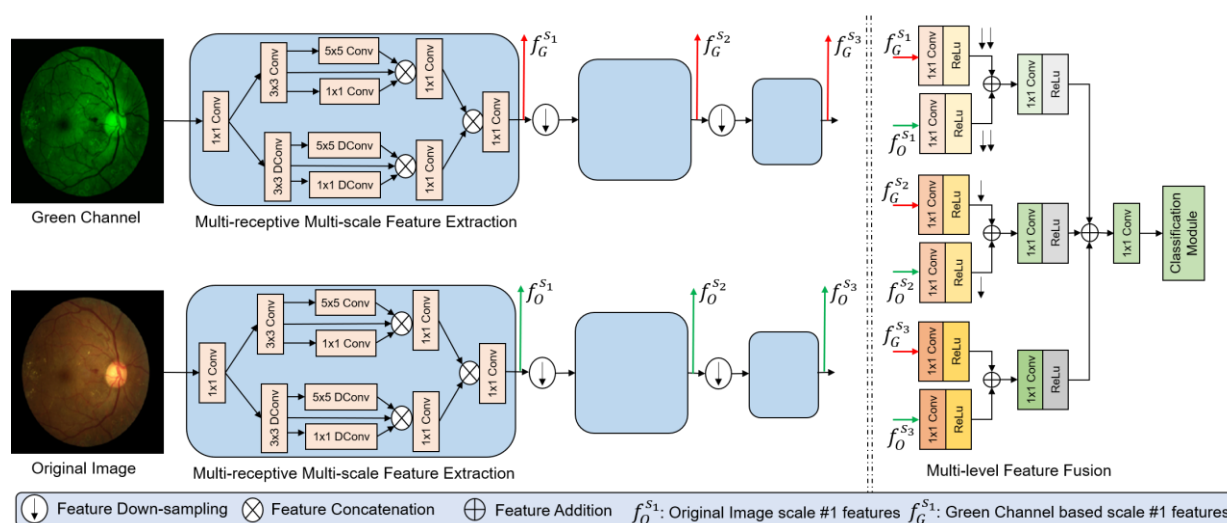 1x1 Conv
3x3 Conv
5x5 Conv
1x1 Conv
1x1 Conv
3x3 DConv
5x5 DConv
1x1 DConv
1x1 Conv
1x1 Conv
f_G^{s_1}
f_G^{s_2}
f_G^{s_3}
Green Channel
Multi-receptive Multi-scale Feature Extraction
1x1 Conv
3x3 Conv
5x5 Conv
1x1 Conv
1x1 Conv
3x3 DConv
5x5 DConv
1x1 DConv
1x1 Conv
1x1 Conv
f_O^{s_1}
f_O^{s_2}
f_O^{s_3}
Original Image
Multi-receptive Multi-scale Feature Extraction
f_G^{s_1}
1x1 Conv
ReLu
f_O^{s_1}
1x1 Conv
ReLu
1x1 Conv
ReLu
f_G^{s_2}
1x1 Conv
ReLu
f_O^{s_2}
1x1 Conv
ReLu
1x1 Conv
ReLu
f_G^{s_3}
1x1 Conv
ReLu
f_O^{s_3}
1x1 Conv
ReLu
1x1 Conv
ReLu
1x1 Conv
Classification
Module
Multi-level Feature Fusion
Feature Down-sampling
Feature Concatenation
Feature Addition
f_O^{s_1}: Original Image scale #1 features
f_G^{s_1}: Green Channel based scale #1 features